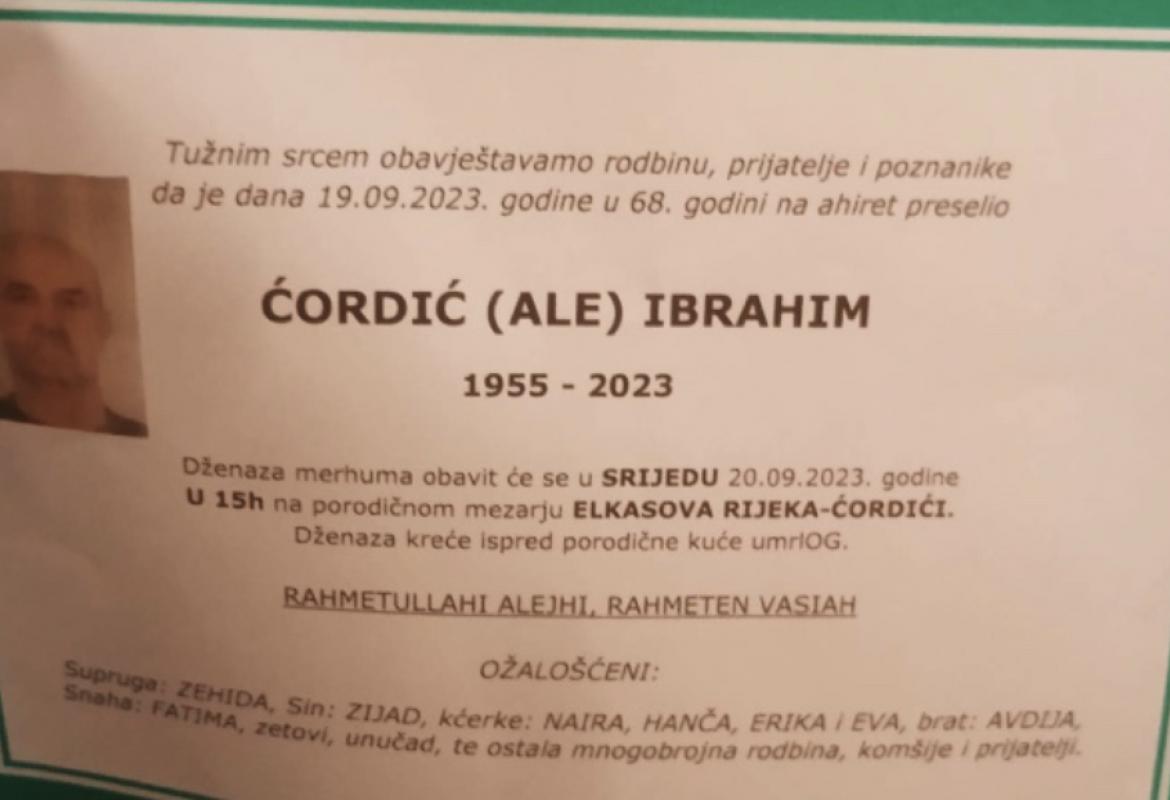 Tužnim srcem obavještavamo rodbinu, prijatelje i poznanike
da je dana 19.09.2023. godine u 68. godini na ahiret preselio
ĆORDIĆ (ALE) IBRAHIM
1955 - 2023
Dženaza merhuma obavit će se u SRIJEDU 20.09.2023. godine
U 15h na porodičnom mezarju ELKASOVA RIJEKA-ĆORDIĆI.
Dženaza kreće ispred porodične kuće umrlOG.
RAHMETULLAHI ALEJHI, RAHMETEN VASIAH
OŽALOŠĆENI:
Supruga: ZEHIDA, Sin: ZIJAD, kćerke: NAIRA, HANČA, ERIKA i EVA, brat: AVDIJA,
Snaha: FATIMA, zetovi, unučad, te ostala mnogobrojna rodbina, komšije i prijatelji.